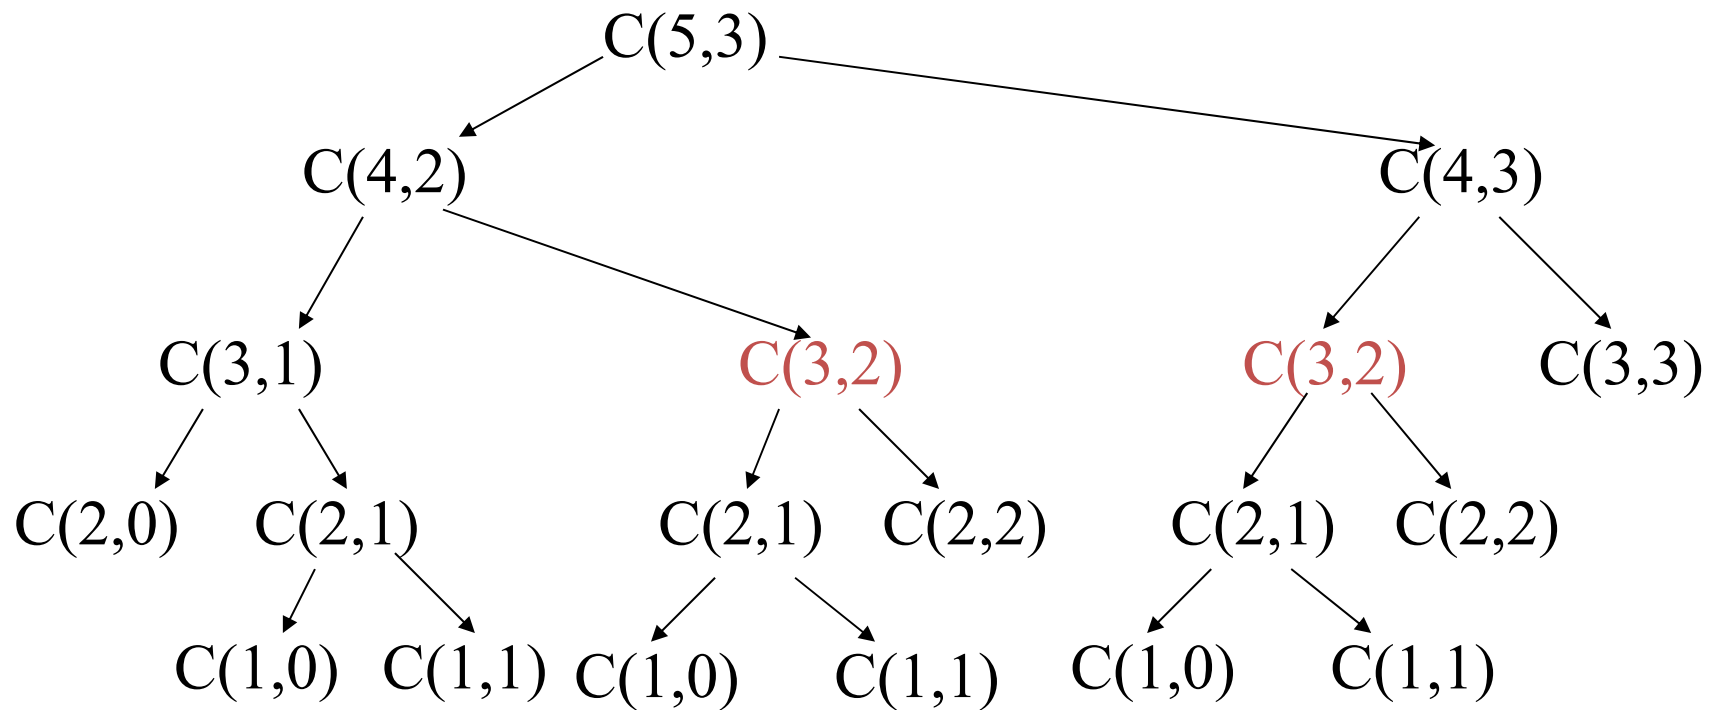 C(5,3)
C(4,2) C(4,3)
C(3,1) C(3,2) C(3,2) C(3,3)
C(2,0) C(2,1) C(2,1) C(2,2) C(2,1) C(2,2)
C(1,0) C(1,1) C(1,0) C(1,1) C(1,0) C(1,1)